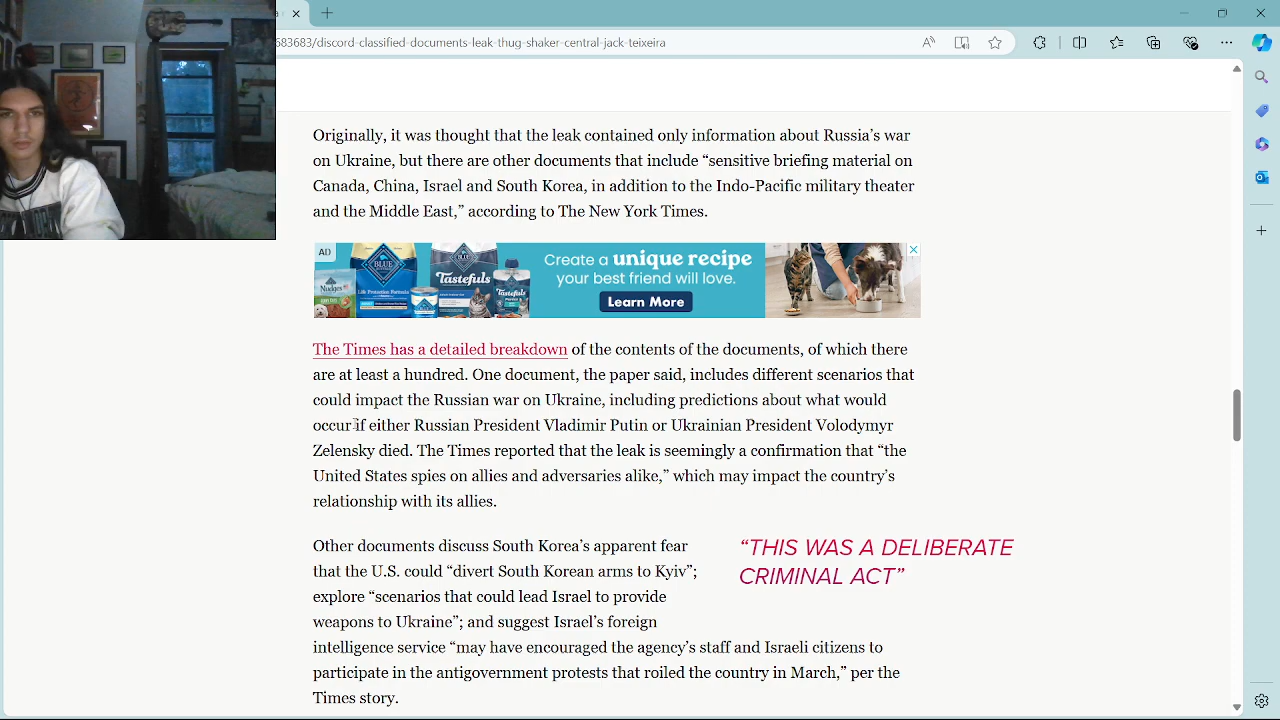 683683/discord-classified-documents-leak-thug-shaker-central-jack-teixeira
Originally, it was thought that the leak contained only information about Russia’s war
on Ukraine, but there are other documents that include “sensitive briefing material on
Canada, China, Israel and South Korea, in addition to the Indo-Pacific military theater
and the Middle East,” according to The New York Times.
AD
BLUE
Tastefuls
BLUE
Nudges
Life Protection Formula
Create a unique recipe
your best friend will love.
Learn More
The Times has a detailed breakdown of the contents of the documents, of which there
are at least a hundred. One document, the paper said, includes different scenarios that
could impact the Russian war on Ukraine, including predictions about what would
occur if either Russian President Vladimir Putin or Ukrainian President Volodymyr
Zelensky died. The Times reported that the leak is seemingly a confirmation that “the
United States spies on allies and adversaries alike,” which may impact the country’s
relationship with its allies.
Other documents discuss South Korea’s apparent fear
that the U.S. could “divert South Korean arms to Kyiv”;
explore “scenarios that could lead Israel to provide
weapons to Ukraine”; and suggest Israel’s foreign
intelligence service “may have encouraged the agency’s staff and Israeli citizens to
participate in the antigovernment protests that roiled the country in March,” per the
Times story.
“THIS WAS A DELIBERATE
CRIMINAL ACT”